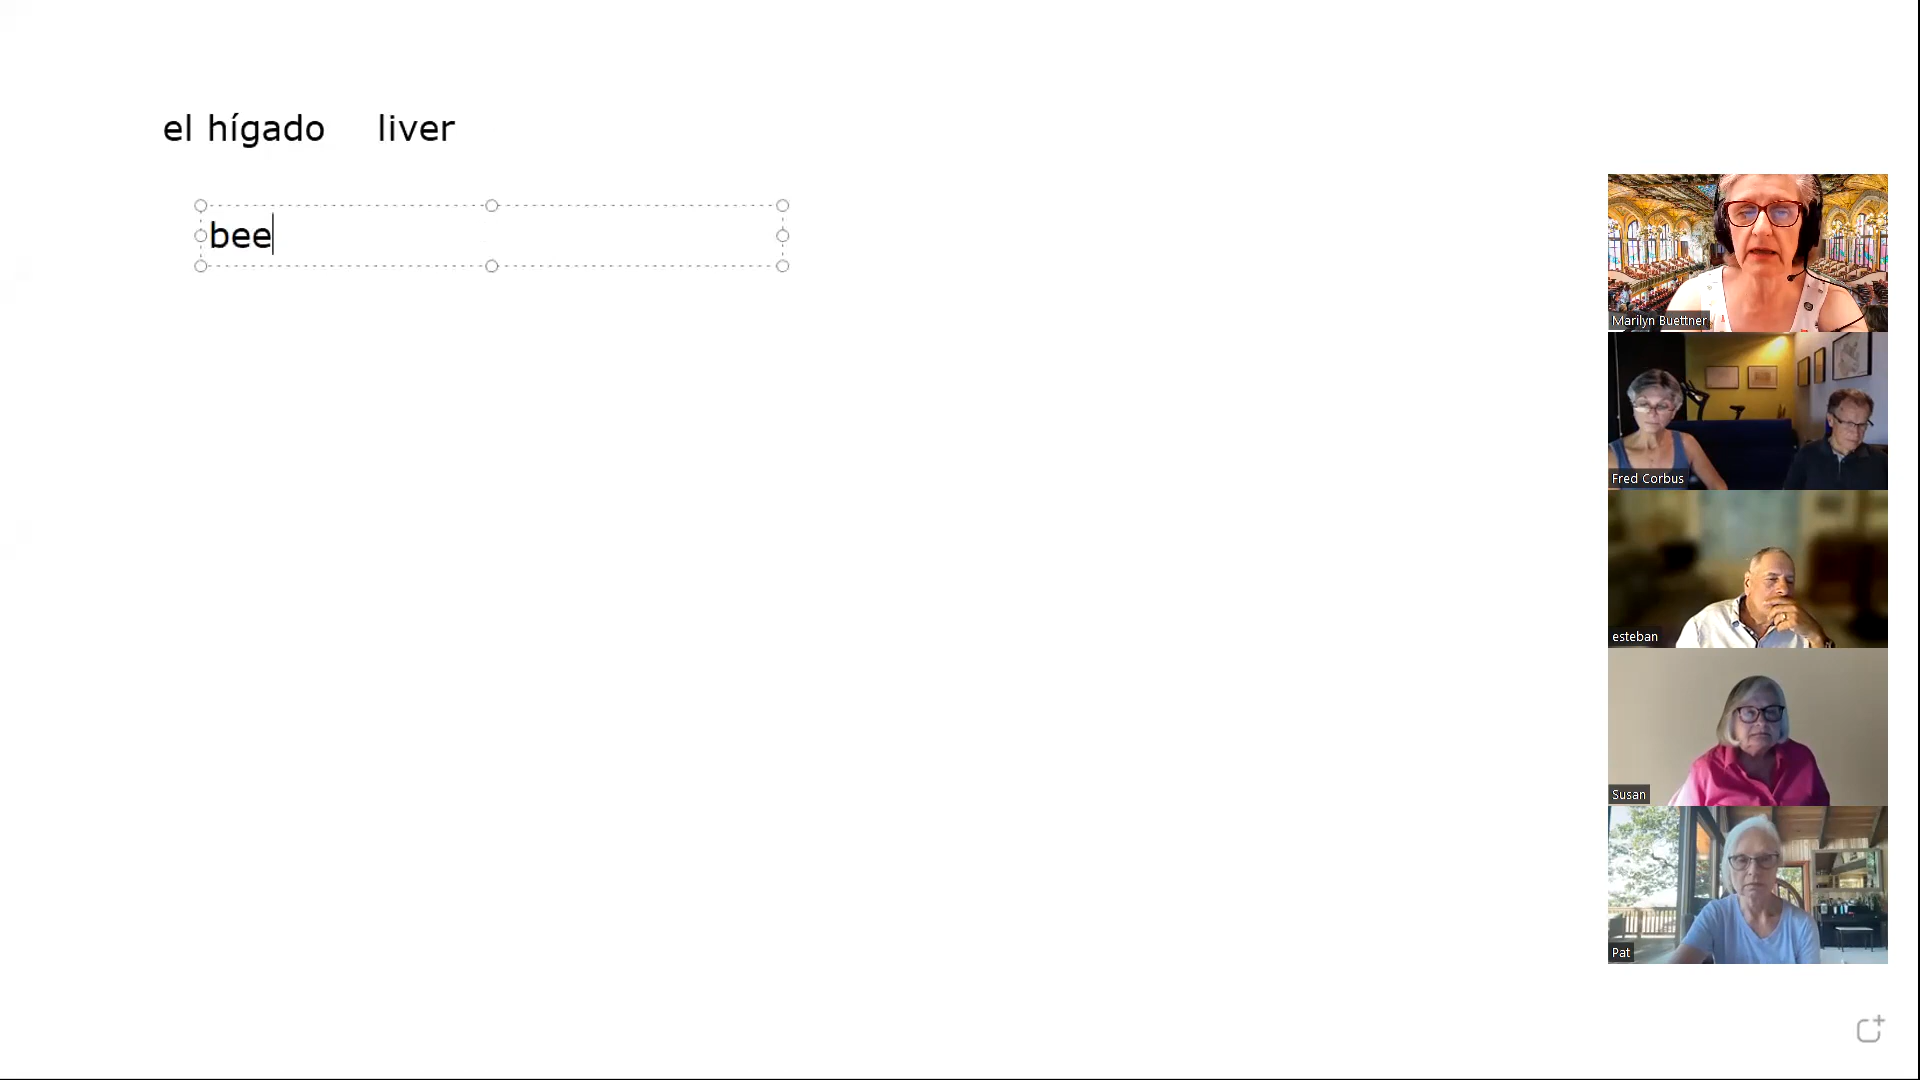 el hígado liver
bee
Marilyn Buettner
Fred Corbus
esteban
Susan
Pat